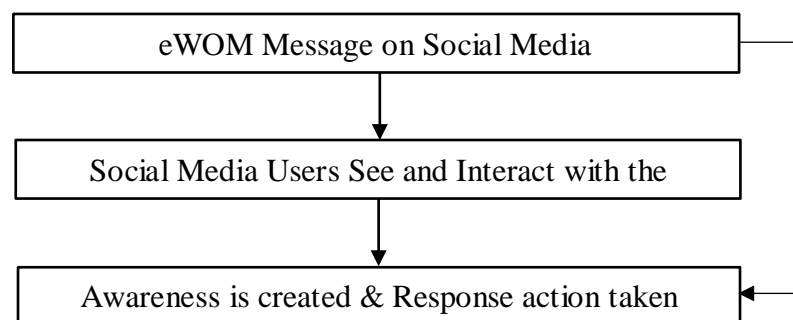 eWOM Message on Social Media
Social Media Users See and Interact with the
Awareness is created & Response action taken